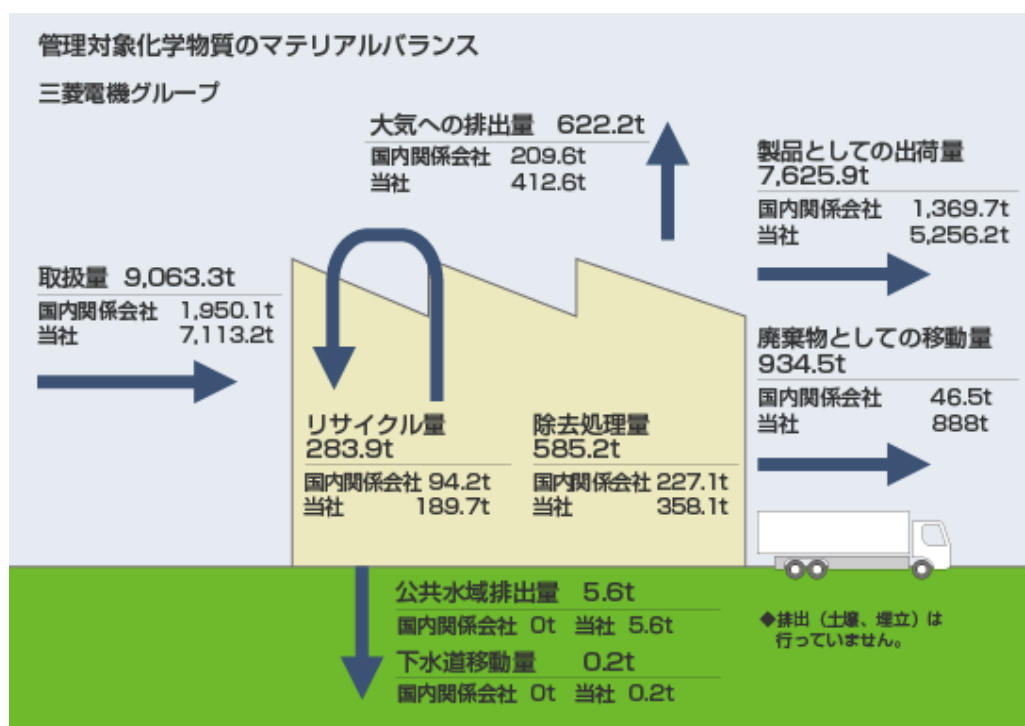 管理対象化学物質のマテリアルバランス
三菱電機グループ
大気への排出量 622.2t
国内関係会社 209.6t
当社 412.6t
製品としての出荷量
7,625.9t
国内関係会社 1,369.7t
当社 5,256.2t
取扱量 9,063.3t
国内関係会社 1,950.1t
当社 7,113.2t
廃棄物としての移動量
934.5t
国内関係会社 46.5t
当社 888t
リサイクル量
283.9t
国内関係会社 94.2t
当社 189.7t
除去処理量
585.2t
国内関係会社 227.1t
当社 358.1t
公共水域排出量 5.6t
国内関係会社 0t 当社 5.6t
下水道移動量 0.2t
国内関係会社 0t 当社 0.2t
◆排出（土壌、埋立）は
行っていません。